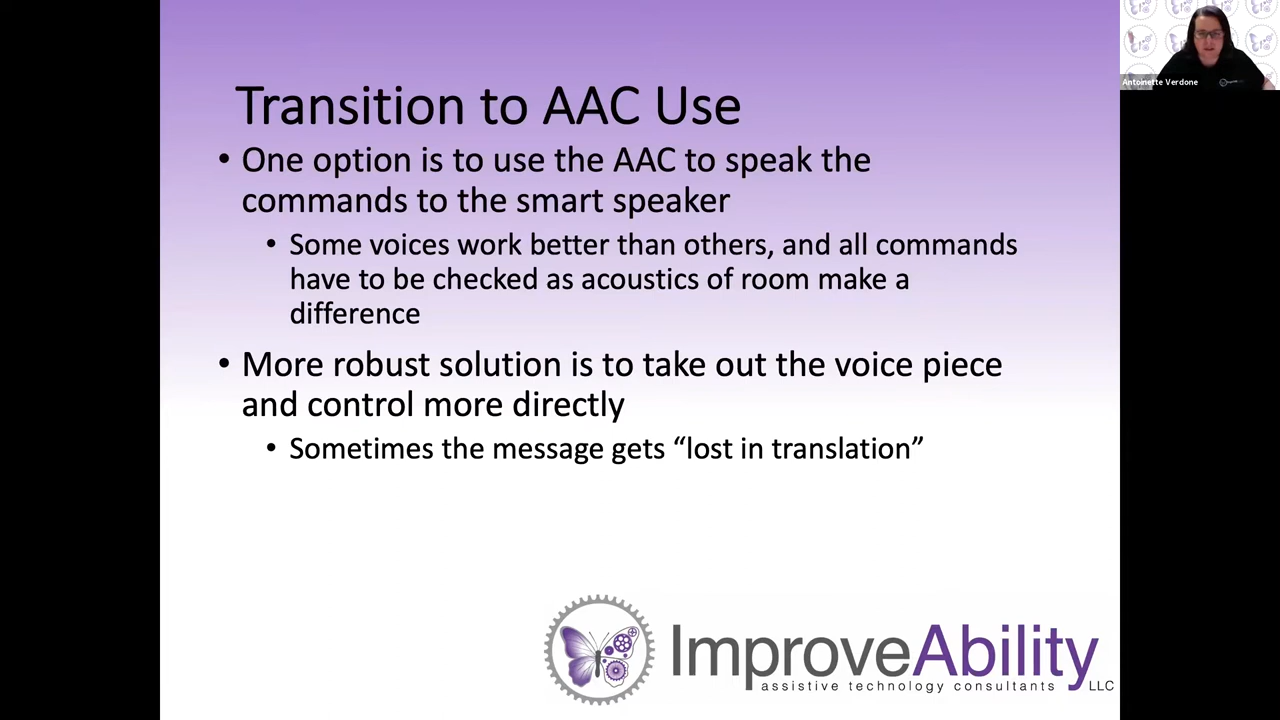 Transition to AAC Use
• One option is to use the AAC to speak the
commands to the smart speaker
• Some voices work better than others, and all commands
have to be checked as acoustics of room make a
difference
• More robust solution is to take out the voice piece
and control more directly
• Sometimes the message gets “lost in translation”
ImproveAbility
assistive technology consultants LLC
Antoinette Verdone